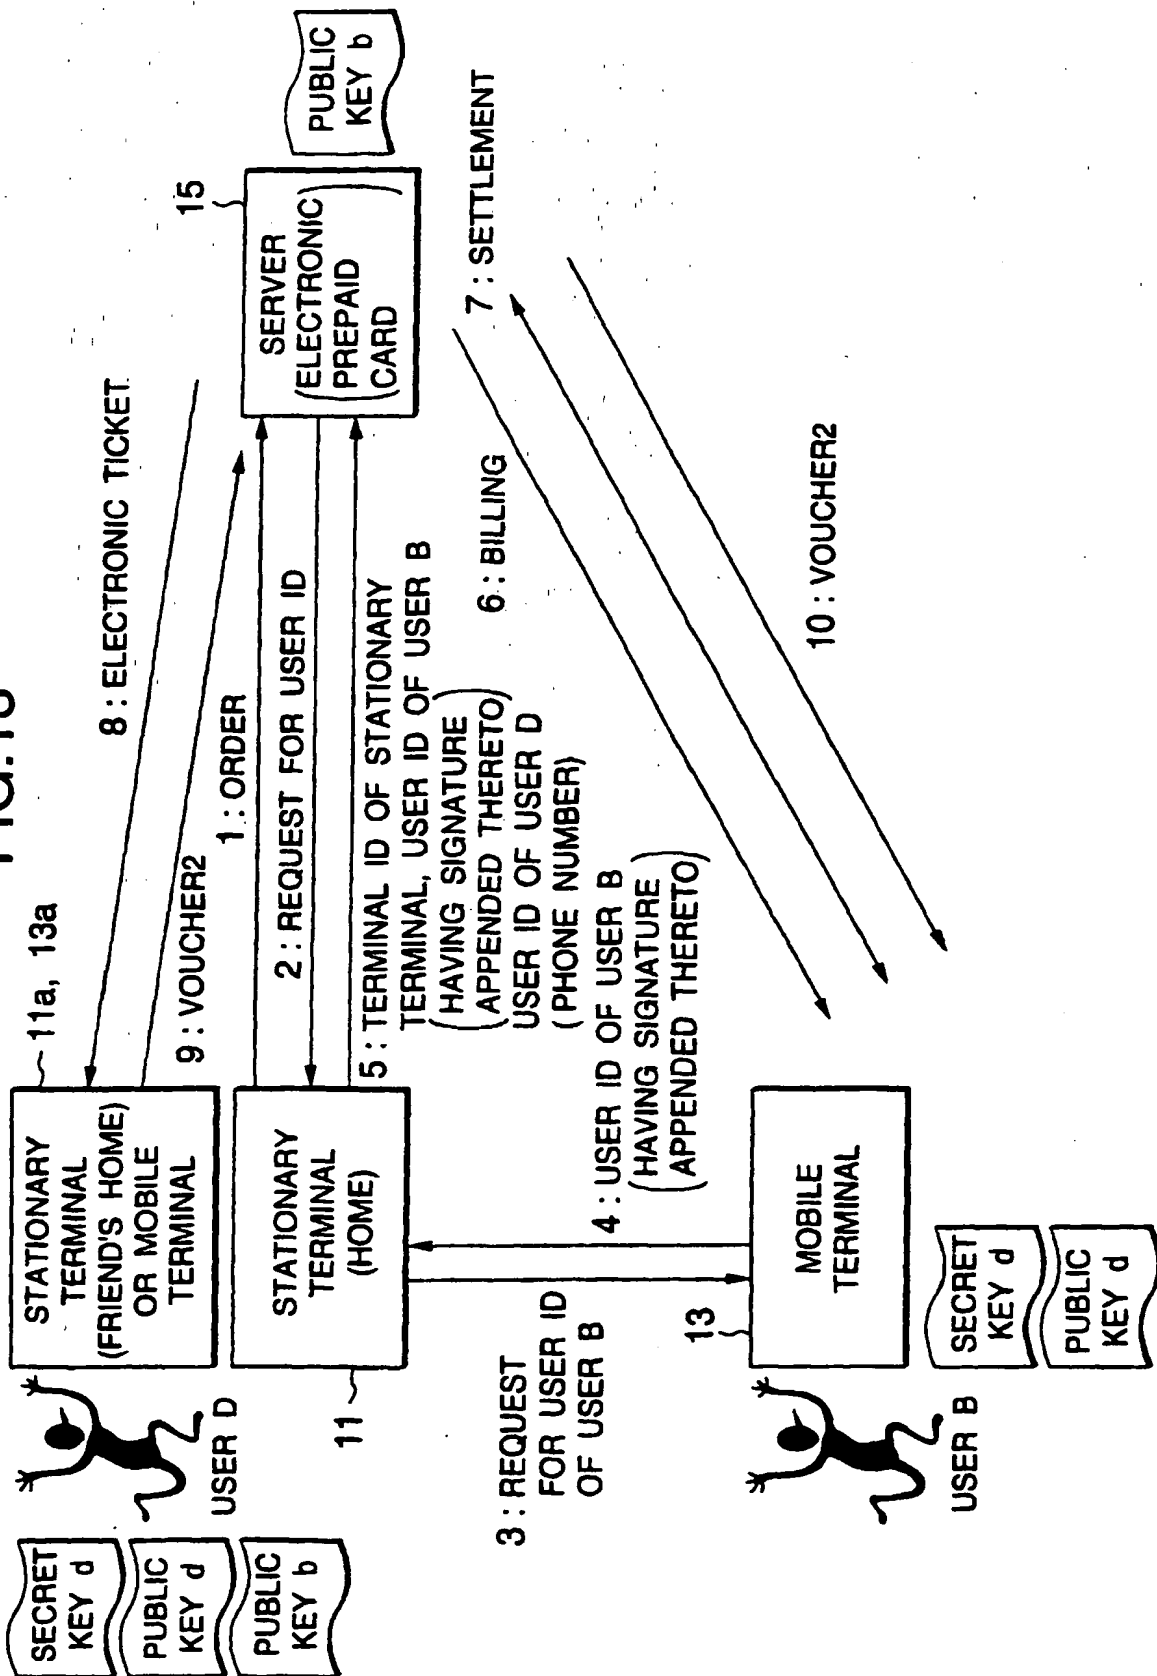 11a, 13a
STATIONARY
TERMINAL
(FRIEND'S HOME)
OR MOBILE
TERMINAL
USER D
SECRET
KEY d
PUBLIC
KEY d
PUBLIC
KEY b
8 : ELECTRONIC TICKET
9 : VOUCHER2
1 : ORDER
2 : REQUEST FOR USER ID
15
SERVER
(ELECTRONIC
PREPAID
CARD)
PUBLIC
KEY b
STATIONARY
TERMINAL
(HOME)
11
5 : TERMINAL ID OF STATIONARY
TERMINAL, USER ID OF USER B
(HAVING SIGNATURE
APPENDED THERETO)
USER ID OF USER D
(PHONE NUMBER)
3 : REQUEST
FOR USER ID
OF USER B
4 : USER ID OF USER B
(HAVING SIGNATURE
APPENDED THERETO)
6 : BILLING
7 : SETTLEMENT
10 : VOUCHER2
13
MOBILE
TERMINAL
USER B
SECRET
KEY d
PUBLIC
KEY d